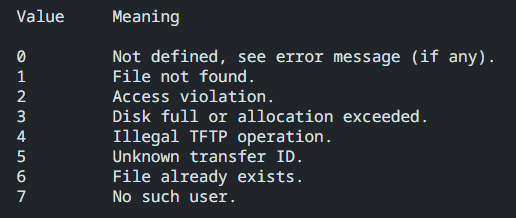 Value Meaning
0 Not defined, see error message (if any).
1 File not found.
2 Access violation.
3 Disk full or allocation exceeded.
4 Illegal TFTP operation.
5 Unknown transfer ID.
6 File already exists.
7 No such user.